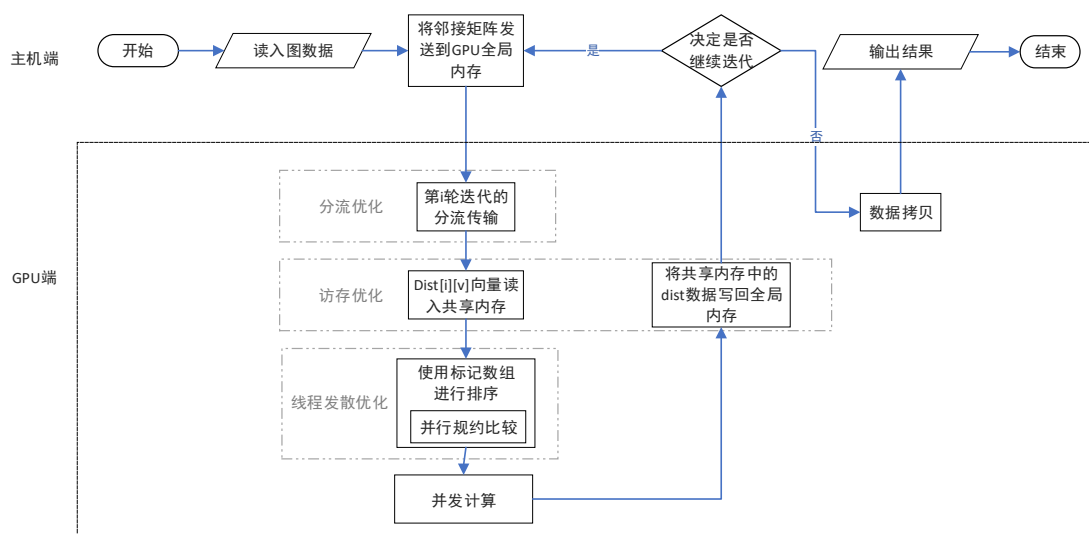 主机端
开始
读入图数据
将邻接矩阵发
送到GPU全局
内存
是
决定是否
继续迭代
输出结果
结束
否
GPU端
分流优化
第i轮迭代的
分流传输
数据拷贝
访存优化
Dist[i][v]向量读
入共享内存
将共享内存中的
dist数据写回全局
内存
线程发散优化
使用标记数组
进行排序
并行规约比较
并发计算